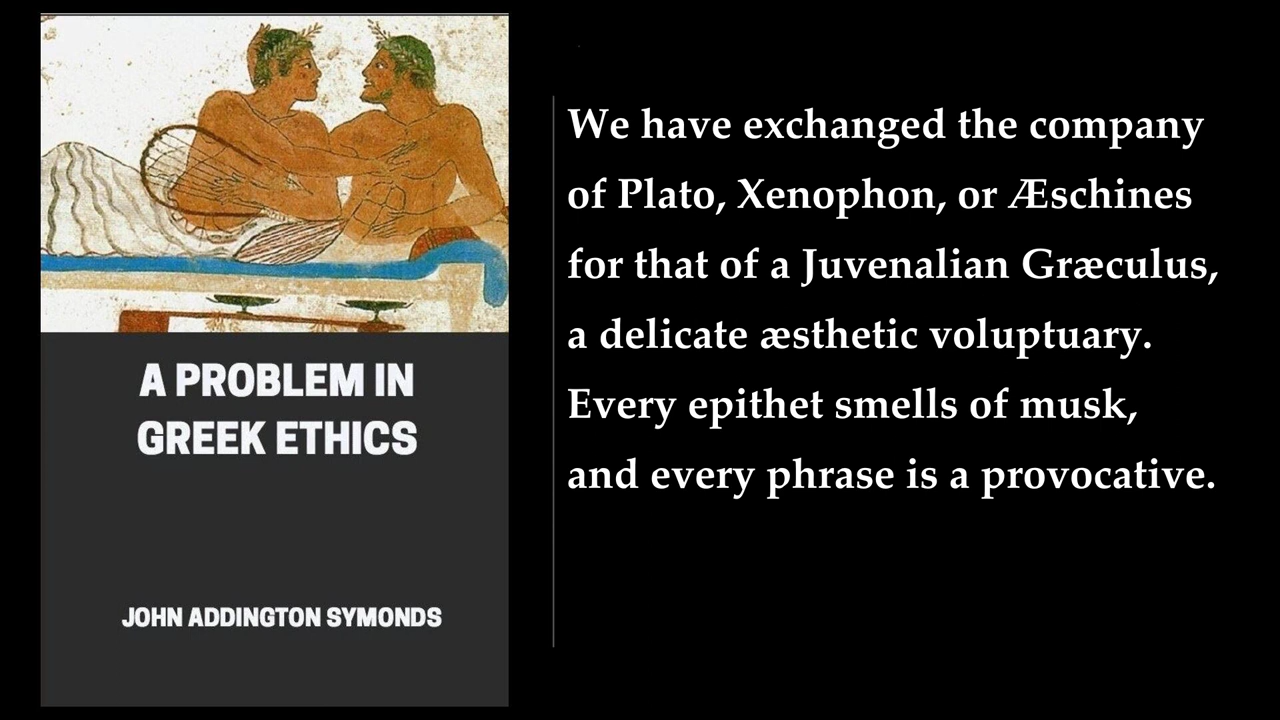 A PROBLEM IN
GREEK ETHICS
JOHN ADDINGTON SYMONDS
We have exchanged the company
of Plato, Xenophon, or Æschines
for that of a Juvenalian Græculus,
a delicate æsthetic voluptuary.
Every epithet smells of musk,
and every phrase is a provocative.